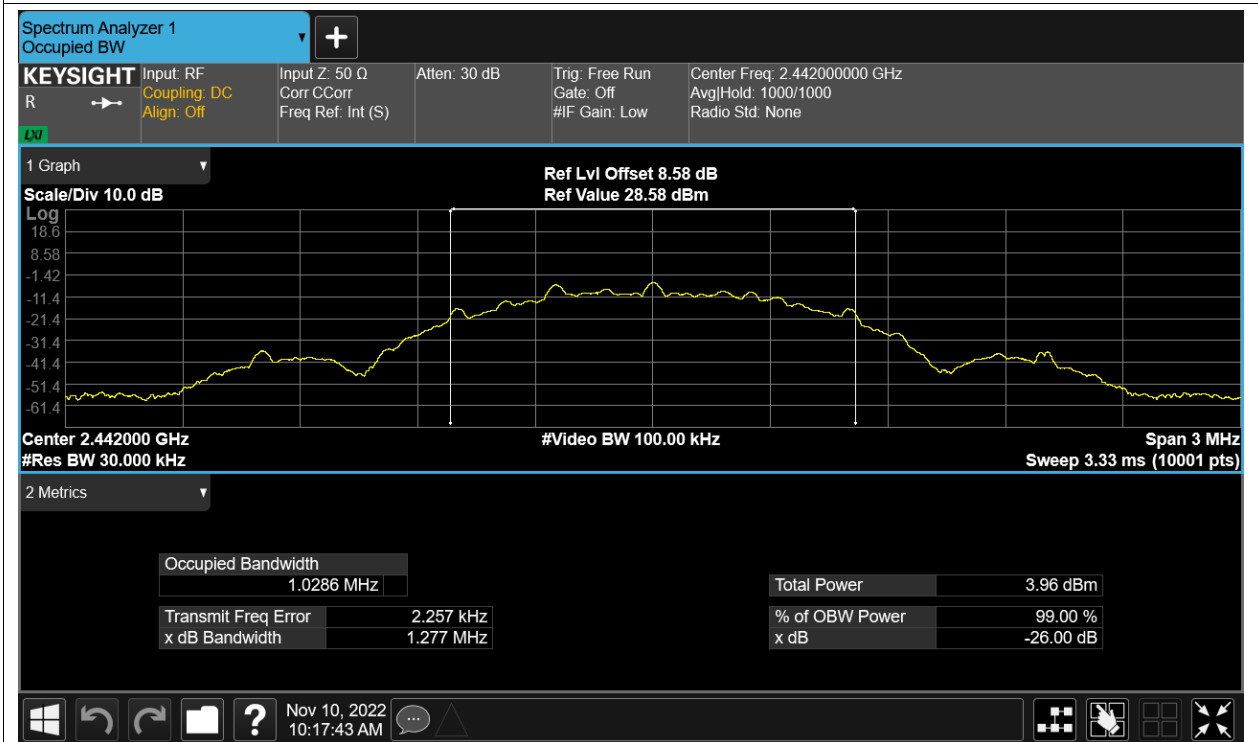 Spectrum Analyzer 1
Occupied BW
KEYSIGHT Input: RF Input Z: 50 Ω Atten: 30 dB Trig: Free Run Center Freq: 2.442000000 GHz
R Coupling: DC Corr CCorr Gate: Off Avg|Hold: 1000/1000
Align: Off Freq Ref: Int (S) #IF Gain: Low Radio Std: None
LXI
1 Graph Ref Lvl Offset 8.58 dB
Scale/Div 10.0 dB Ref Value 28.58 dBm
Log
18.6
8.58
-1.42
-11.4
-21.4
-31.4
-41.4
-51.4
-61.4
Center 2.442000 GHz #Video BW 100.00 kHz Span 3 MHz
#Res BW 30.000 kHz Sweep 3.33 ms (10001 pts)
2 Metrics
Occupied Bandwidth
1.0286 MHz Total Power 3.96 dBm
Transmit Freq Error 2.257 kHz % of OBW Power 99.00 %
x dB Bandwidth 1.277 MHz x dB -26.00 dB
? Nov 10, 2022
10:17:43 AM